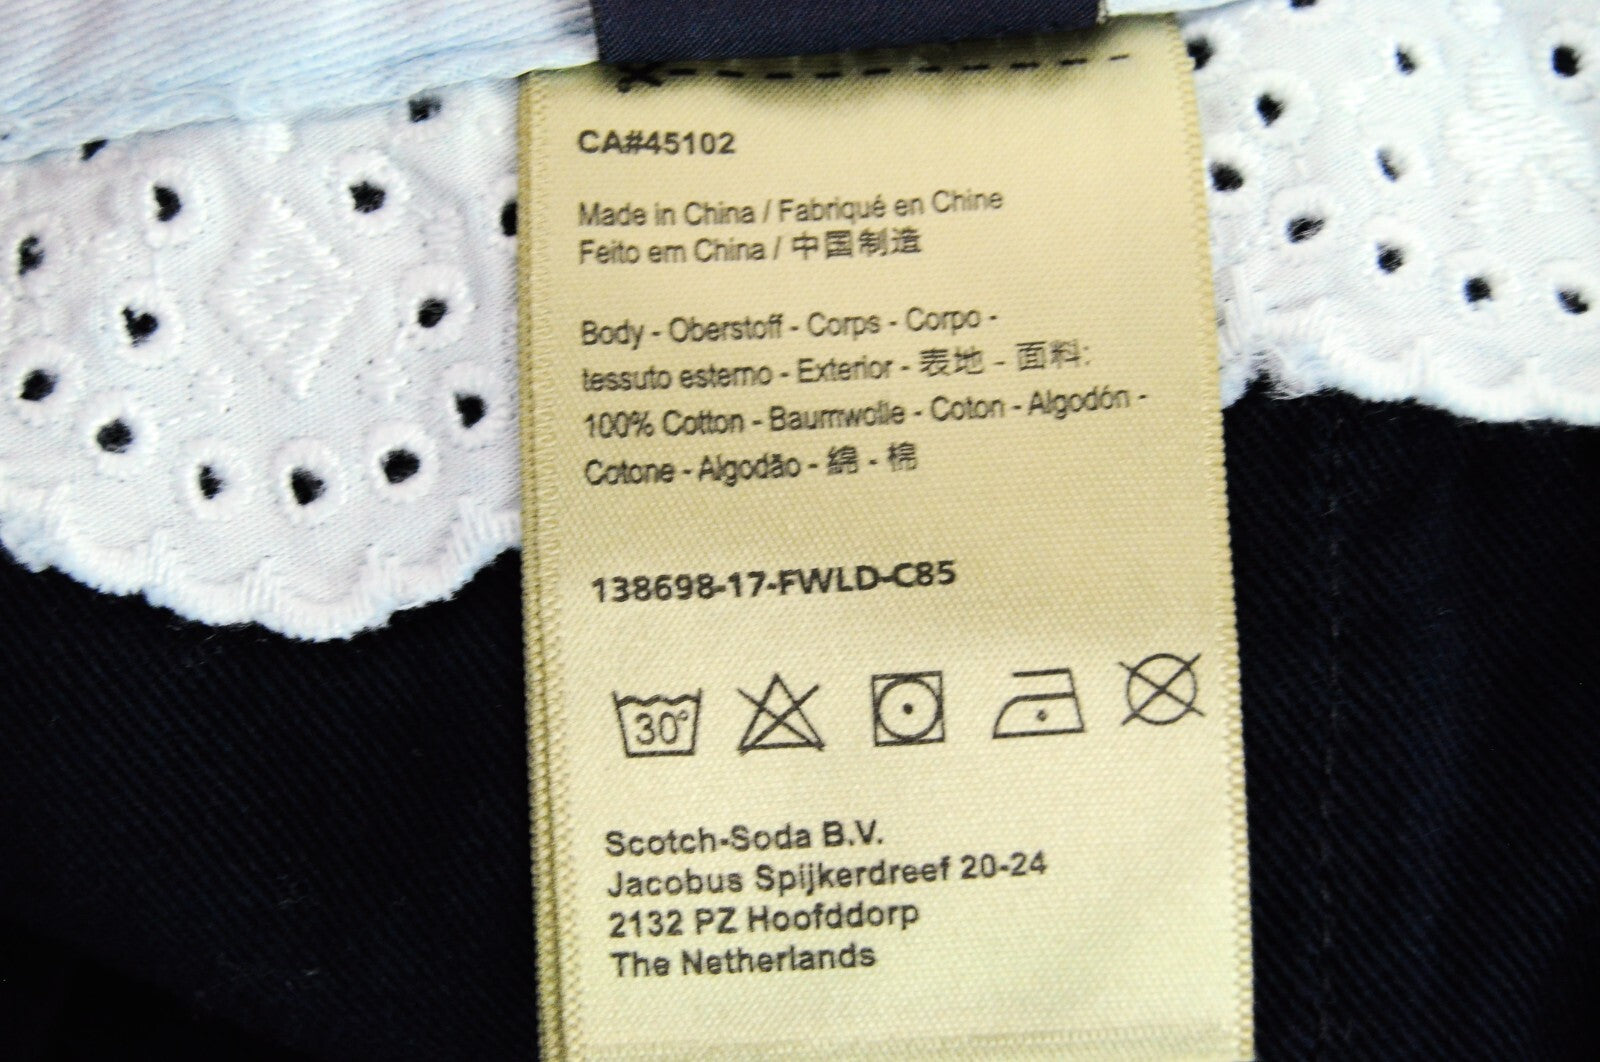 CA#45102
Made in China / Fabriqué en Chine
Feito em China / 中国制造
Body - Oberstoff - Corps - Corpo -
tessuto esterno - Exterior - 表地 - 面料:
100% Cotton - Baumwolle - Coton - Algodón -
Cotone - Algodão - 綿 - 棉
138698-17-FWLD-C85
30°
Scotch-Soda B.V.
Jacobus Spijkerdreef 20-24
2132 PZ Hoofddorp
The Netherlands